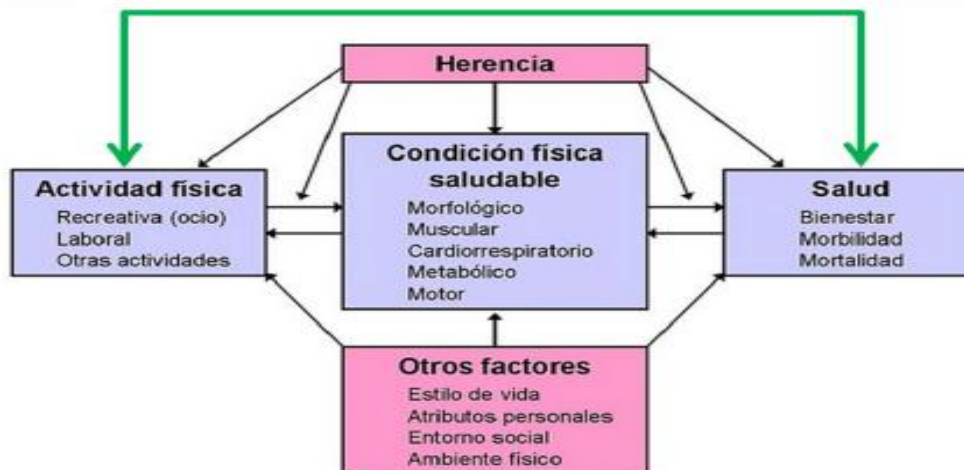 Herencia
Actividad física
Recreativa (ocio)
Laboral
Otras actividades
Condición física
saludable
Morfológico
Muscular
Cardiorrespiratorio
Metabólico
Motor
Salud
Bienestar
Morbilidad
Mortalidad
Otros factores
Estilo de vida
Atributos personales
Entorno social
Ambiente físico